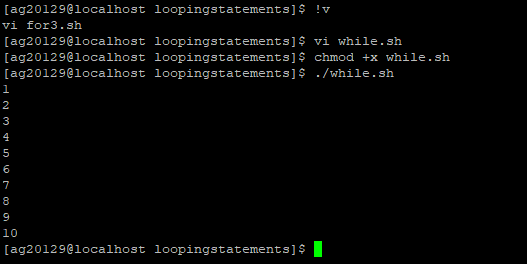 [ag20129@localhost loopingstatements]$ !v
vi for3.sh
[ag20129@localhost loopingstatements]$ vi while.sh
[ag20129@localhost loopingstatements]$ chmod +x while.sh
[ag20129@localhost loopingstatements]$ ./while.sh
1
2
3
4
5
6
7
8
9
10
[ag20129@localhost loopingstatements]$